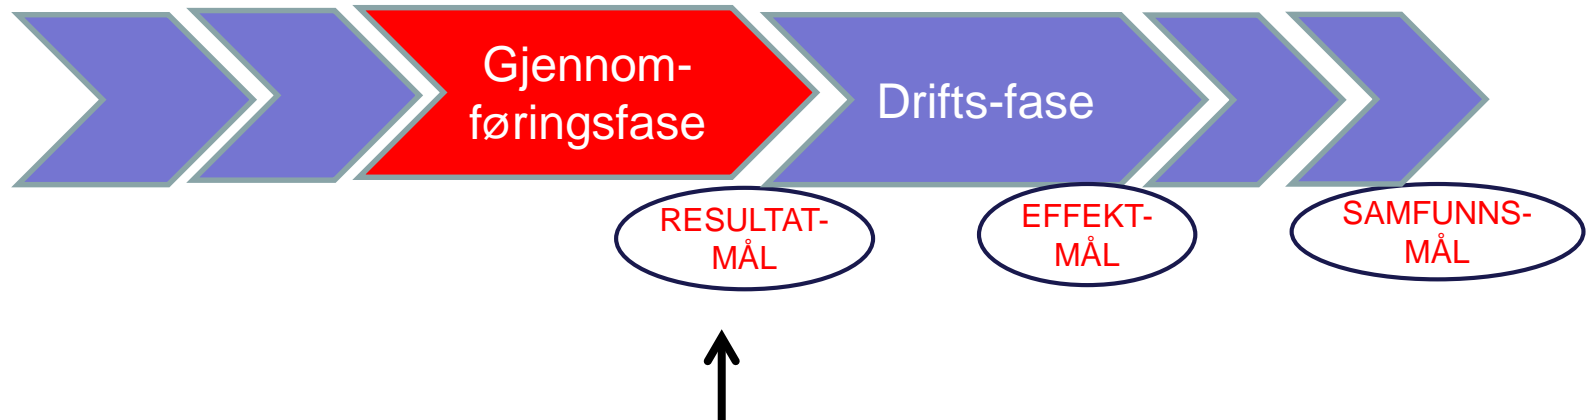 Gjennom-
føringsfase
Drifts-fase
RESULTAT-
MÅL
EFFEKT-
MÅL
SAMFUNNS-
MÅL